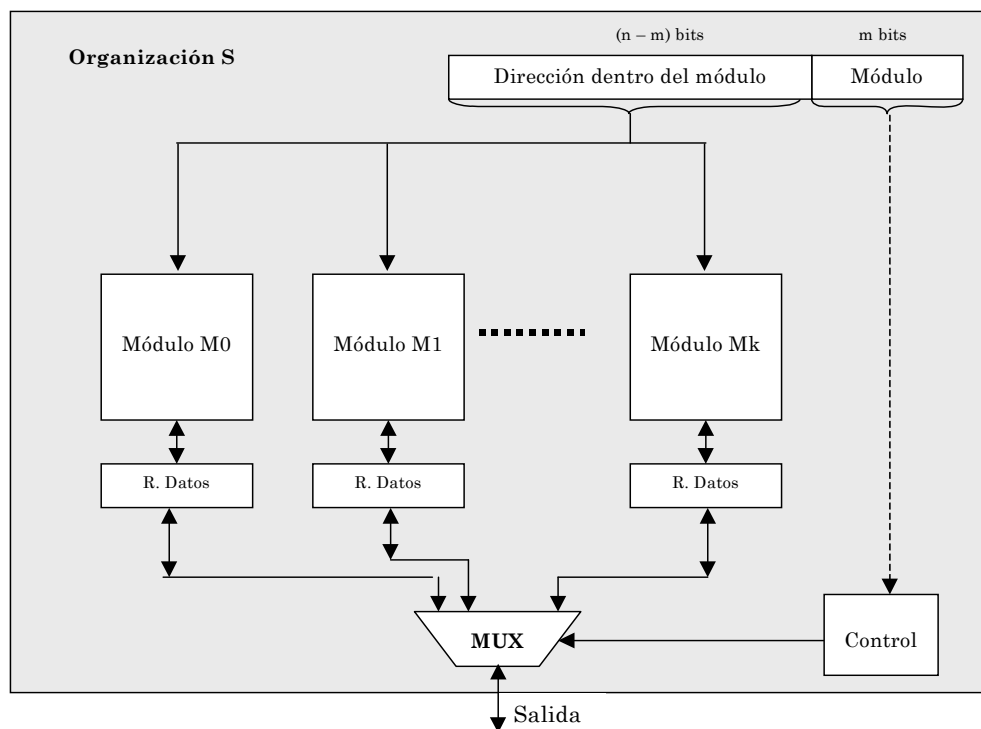 (n – m) bits
m bits
Organización S
Dirección dentro del módulo
Módulo
Módulo M0
Módulo M1
Módulo Mk
R. Datos
R. Datos
R. Datos
MUX
Control
Salida